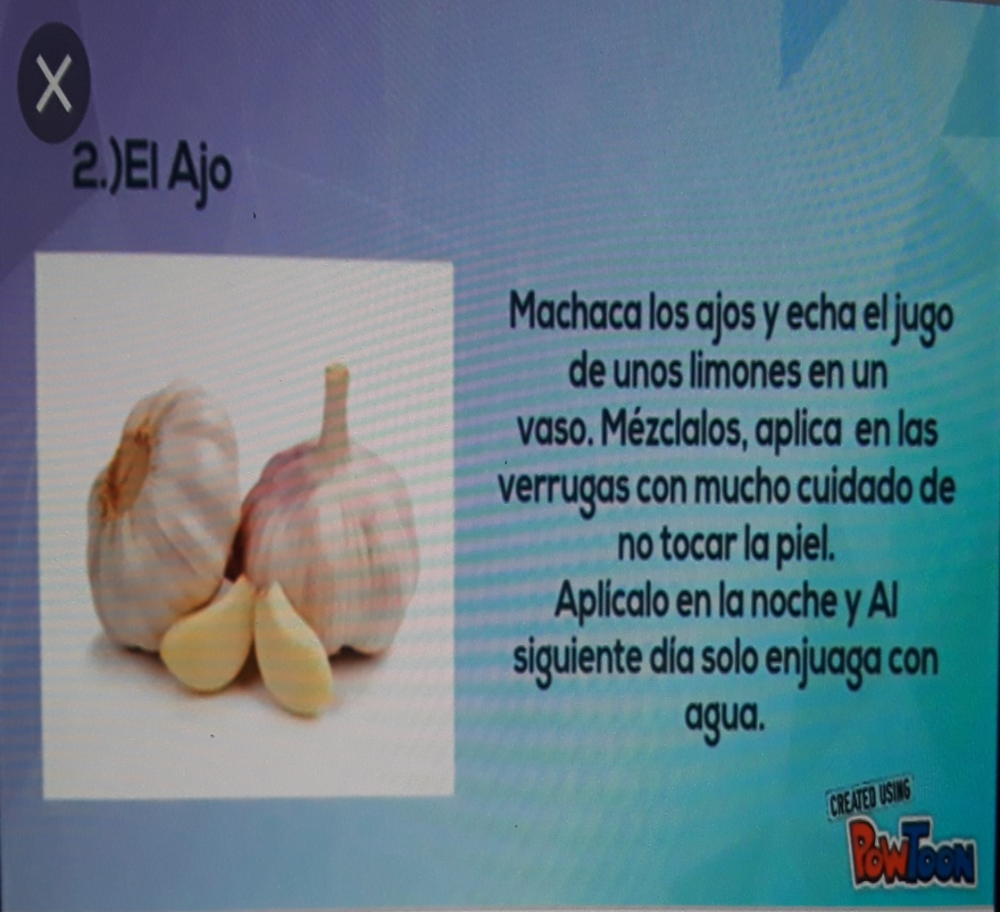 X
2.)El Ajo
Machaca los ajos y echa el jugo
de unos limones en un
vaso. Mézclalos, aplica en las
verrugas con mucho cuidado de
no tocar la piel.
Aplícalo en la noche y Al
siguiente día solo enjuaga con
agua.
CREATED USING
POWTOON